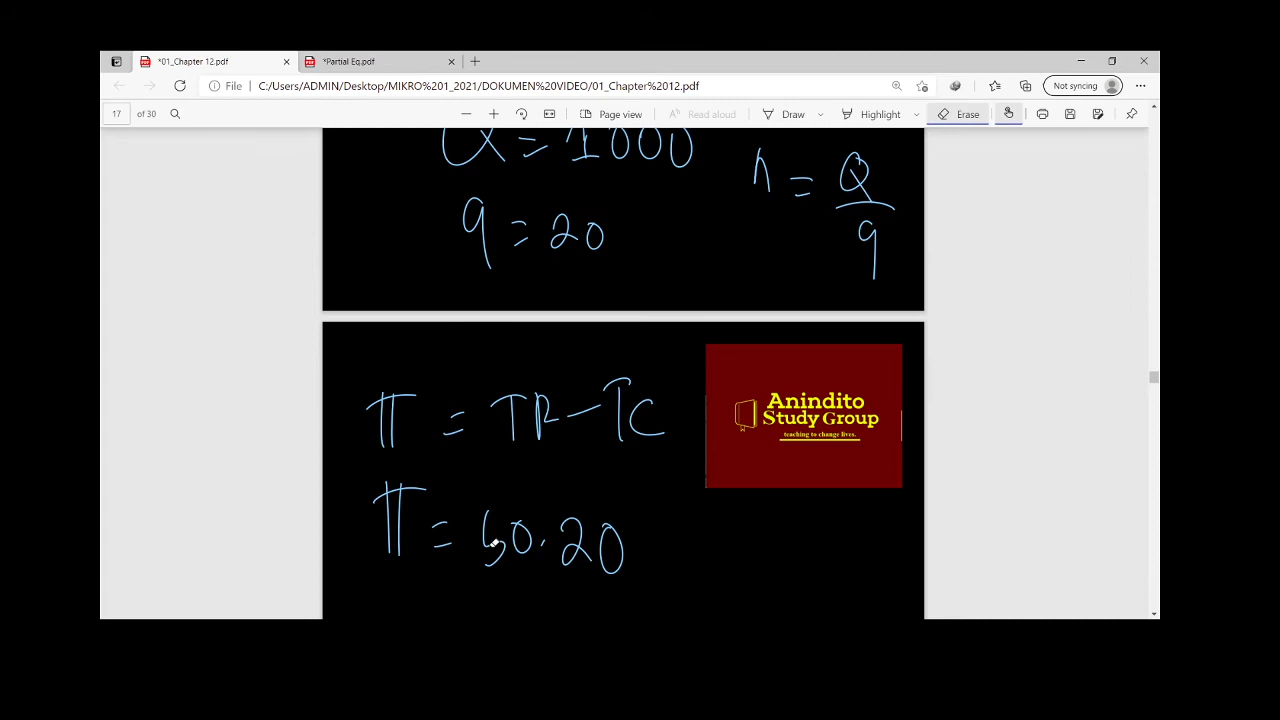 *01_Chapter 12.pdf
*Partial Eq.pdf
File
C:/Users/ADMIN/Desktop/MIKRO%201_2021/DOKUMEN%20VIDEO/01_Chapter%2012.pdf
Not syncing
17 of 30
Page view
Read aloud
Draw
Highlight
Erase
Q = 1000
n = Q/q
q = 20
π = TR - TC
Anindito
Study Group
teaching to change lives.
π = 50.20